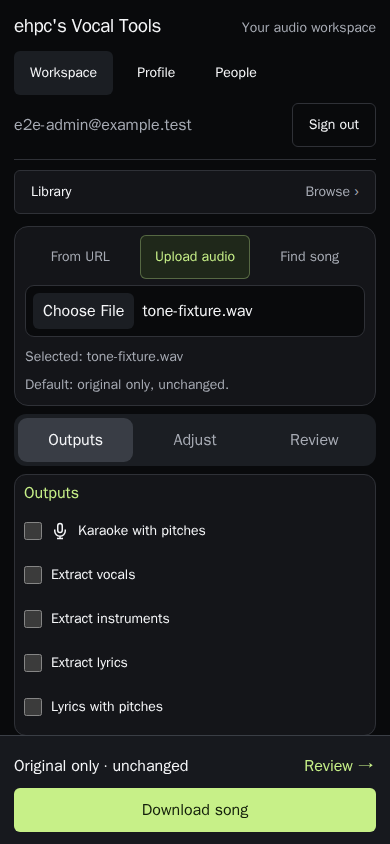 ehpc's Vocal Tools
Your audio workspace
Workspace Profile People
e2e-admin@example.test
Sign out
Library
Browse ›
From URL Upload audio Find song
Choose File tone-fixture.wav
Selected: tone-fixture.wav
Default: original only, unchanged.
Outputs Adjust Review
Outputs
Karaoke with pitches
Extract vocals
Extract instruments
Extract lyrics
Lyrics with pitches
Original only · unchanged
Review →
Download song